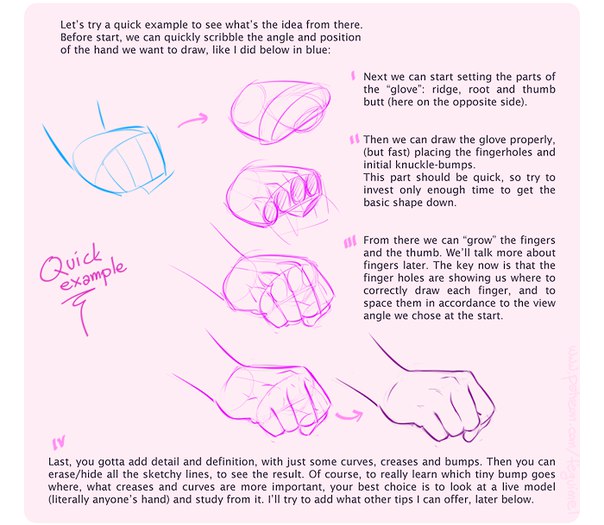 Let's try a quick example to see what's the idea from there.
Before start, we can quickly scribble the angle and position
of the hand we want to draw, like I did below in blue:
I
Next we can start setting the parts of
the “glove”: ridge, root and thumb
butt (here on the opposite side).
II
Then we can draw the glove properly,
(but fast) placing the fingerholes and
initial knuckle-bumps.
This part should be quick, so try to
invest only enough time to get the
basic shape down.
III
From there we can “grow” the fingers
and the thumb. We'll talk more about
fingers later. The key now is that the
finger holes are showing us where to
correctly draw each finger, and to
space them in accordance to the view
angle we chose at the start.
Quick
example
IV
Last, you gotta add detail and definition, with just some curves, creases and bumps. Then you can
erase/hide all the sketchy lines, to see the result. Of course, to really learn which tiny bump goes
where, what creases and curves are more important, your best choice is to look at a live model
(literally anyone's hand) and study from it. I'll try to add what other tips I can offer, later below.